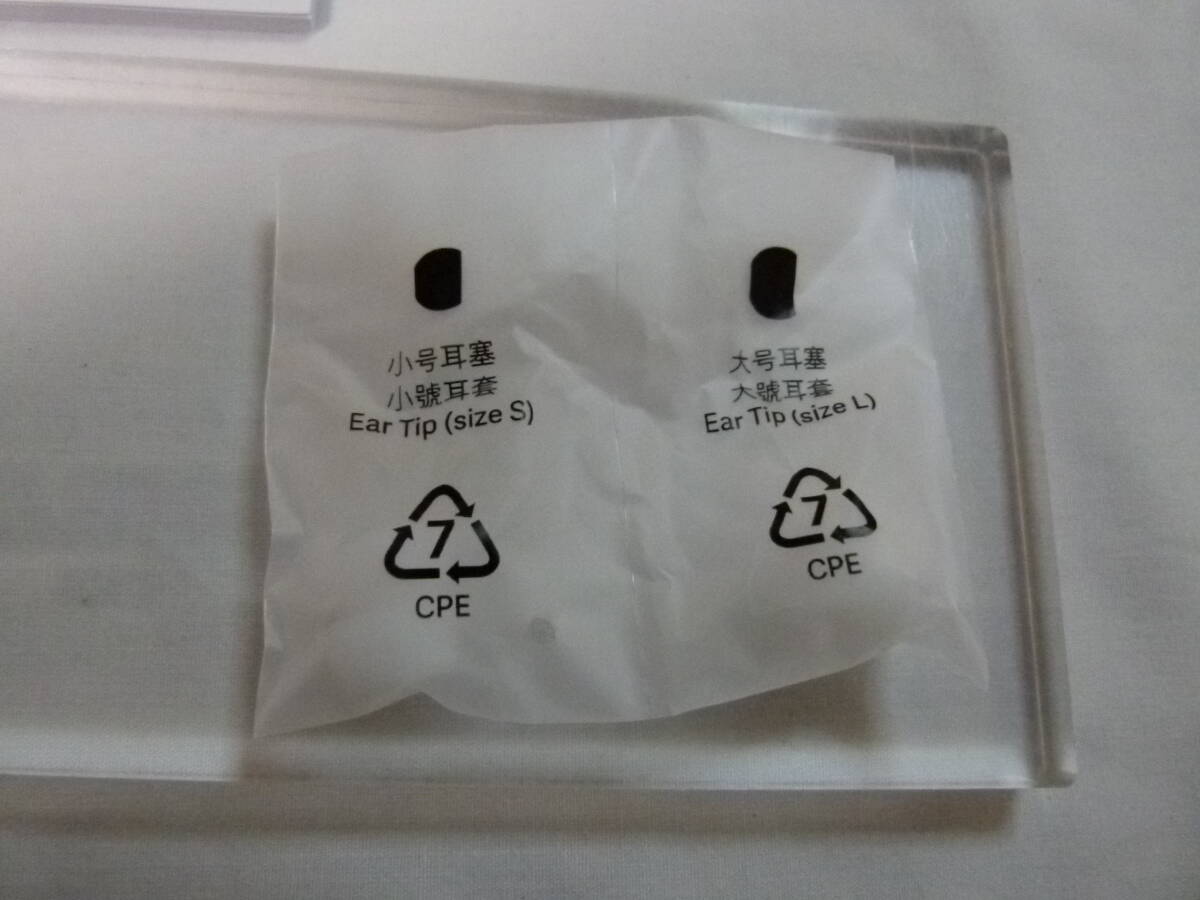 小号耳塞
小號耳套
Ear Tip (size S)
7
CPE
大号耳塞
大號耳套
Ear Tip (size L)
7
CPE